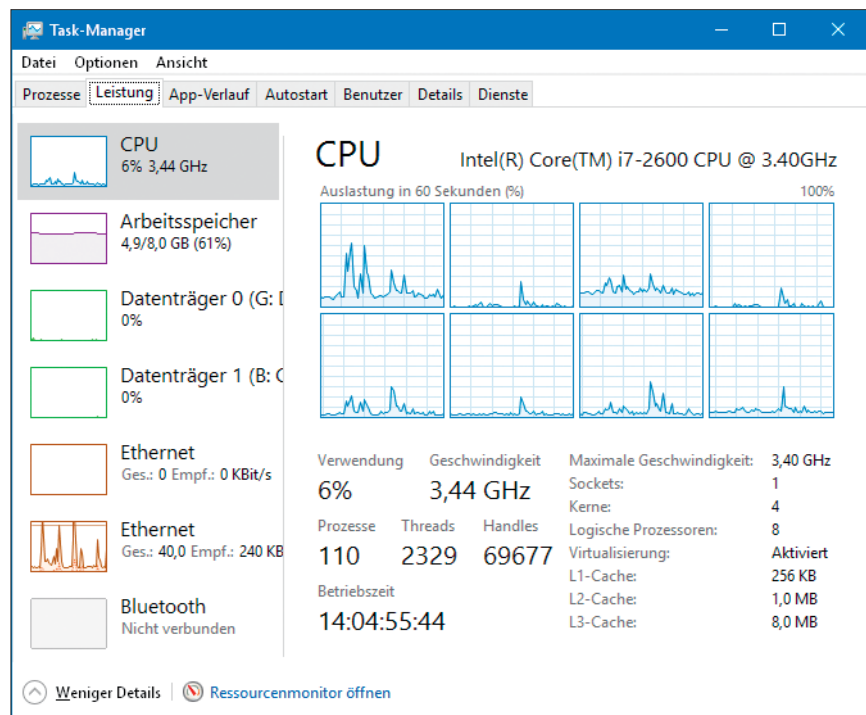 Task-Manager
Datei Optionen Ansicht
Prozesse Leistung App-Verlauf Autostart Benutzer Details Dienste
CPU
6% 3,44 GHz
Arbeitsspeicher
4,9/8,0 GB (61%)
Datenträger 0 (G:
0%
Datenträger 1 (B:
0%
Ethernet
Ges.: 0 Empf.: 0 KBit/s
Ethernet
Ges.: 40,0 Empf.: 240 KB
Bluetooth
Nicht verbunden
CPU Intel(R) Core(TM) i7-2600 CPU @ 3.40GHz
Auslastung in 60 Sekunden (%) 100%
Verwendung Geschwindigkeit
6% 3,44 GHz
Prozesse Threads Handles
110 2329 69677
Betriebszeit
14:04:55:44
Maximale Geschwindigkeit: 3,40 GHz
Sockets: 1
Kerne: 4
Logische Prozessoren: 8
Virtualisierung: Aktiviert
L1-Cache: 256 KB
L2-Cache: 1,0 MB
L3-Cache: 8,0 MB
Weniger Details Ressourcenmonitor öffnen